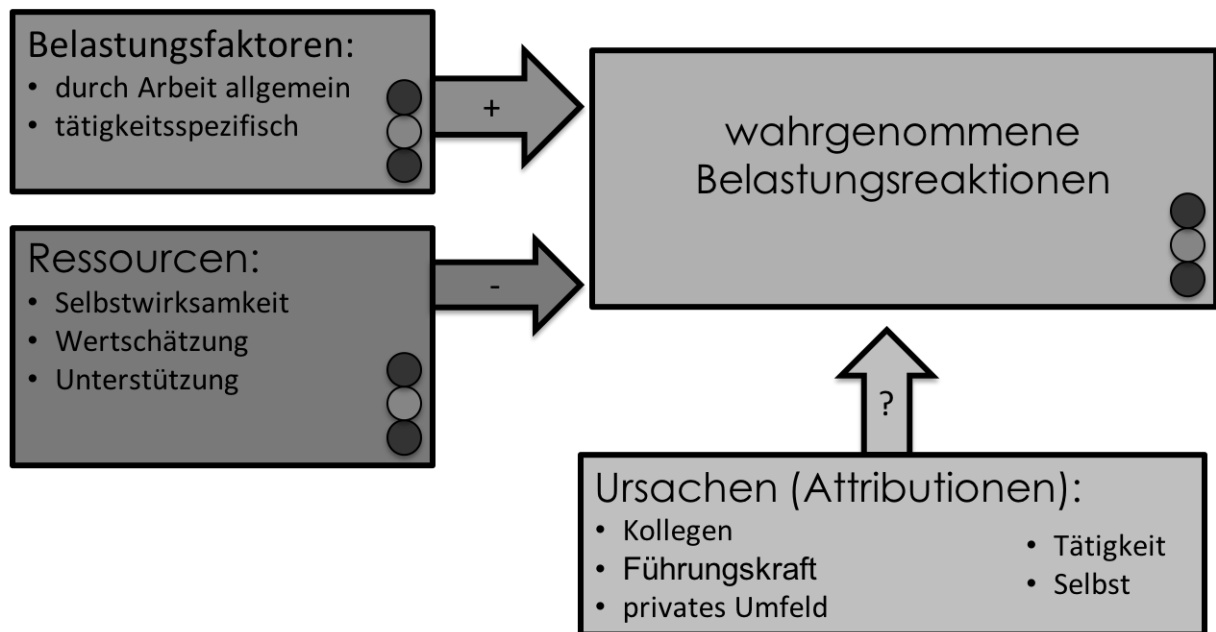 Belastungsfaktoren:
• durch Arbeit allgemein
• tätigkeitsspezifisch
+
wahrgenommene
Belastungsreaktionen
Ressourcen:
• Selbstwirksamkeit
• Wertschätzung
• Unterstützung
-
?
Ursachen (Attributionen):
• Kollegen
• Führungskraft
• privates Umfeld
• Tätigkeit
• Selbst